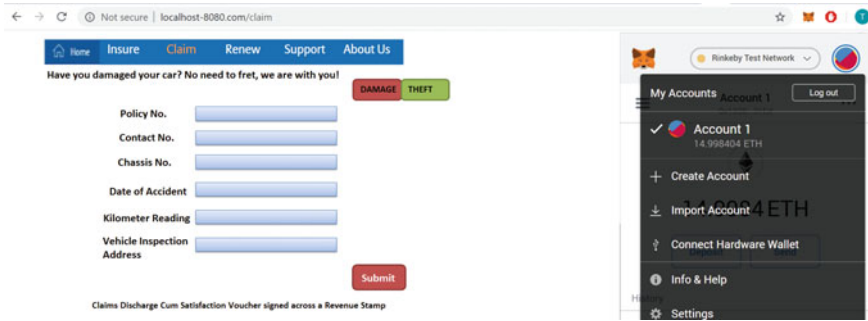 Not secure | localhost-8080.com/claim
Home Insure Claim Renew Support About Us
Have you damaged your car? No need to fret, we are with you!
DAMAGE THEFT
Policy No.
Contact No.
Chassis No.
Date of Accident
Kilometer Reading
Vehicle Inspection
Address
Submit
Claims Discharge Cum Satisfaction Voucher signed across a Revenue Stamp
T
Rinkeby Test Network
My Accounts
Account 1
Log out
Account 1
14.998404 ETH
Create Account
14.9984 ETH
Import Account
Connect Hardware Wallet
Deposit
Send
Info & Help
History
Settings